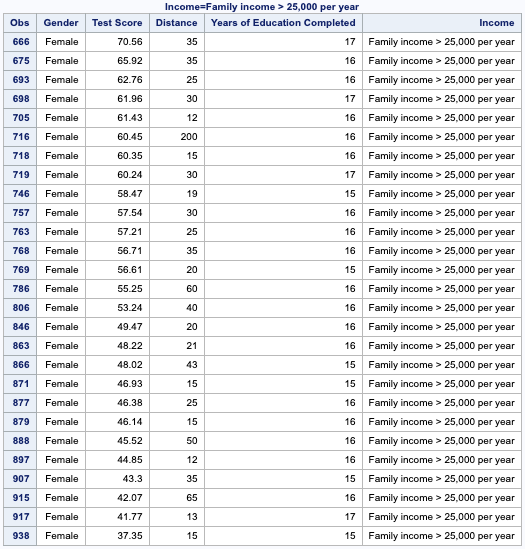 Income=Family income > 25,000 per year
Obs Gender Test Score Distance Years of Education Completed Income
666 Female 70.56 35 17 Family income > 25,000 per year
675 Female 65.92 35 16 Family income > 25,000 per year
693 Female 62.76 25 16 Family income > 25,000 per year
698 Female 61.96 30 17 Family income > 25,000 per year
705 Female 61.43 12 16 Family income > 25,000 per year
716 Female 60.45 200 16 Family income > 25,000 per year
718 Female 60.35 15 16 Family income > 25,000 per year
719 Female 60.24 30 17 Family income > 25,000 per year
746 Female 58.47 19 15 Family income > 25,000 per year
757 Female 57.54 30 16 Family income > 25,000 per year
763 Female 57.21 25 16 Family income > 25,000 per year
768 Female 56.71 35 16 Family income > 25,000 per year
769 Female 56.61 20 15 Family income > 25,000 per year
786 Female 55.25 60 16 Family income > 25,000 per year
806 Female 53.24 40 16 Family income > 25,000 per year
846 Female 49.47 20 16 Family income > 25,000 per year
863 Female 48.22 21 16 Family income > 25,000 per year
866 Female 48.02 43 15 Family income > 25,000 per year
871 Female 46.93 15 15 Family income > 25,000 per year
877 Female 46.38 25 16 Family income > 25,000 per year
879 Female 46.14 15 16 Family income > 25,000 per year
888 Female 45.52 50 16 Family income > 25,000 per year
897 Female 44.85 12 16 Family income > 25,000 per year
907 Female 43.3 35 15 Family income > 25,000 per year
915 Female 42.07 65 16 Family income > 25,000 per year
917 Female 41.77 13 17 Family income > 25,000 per year
938 Female 37.35 15 15 Family income > 25,000 per year